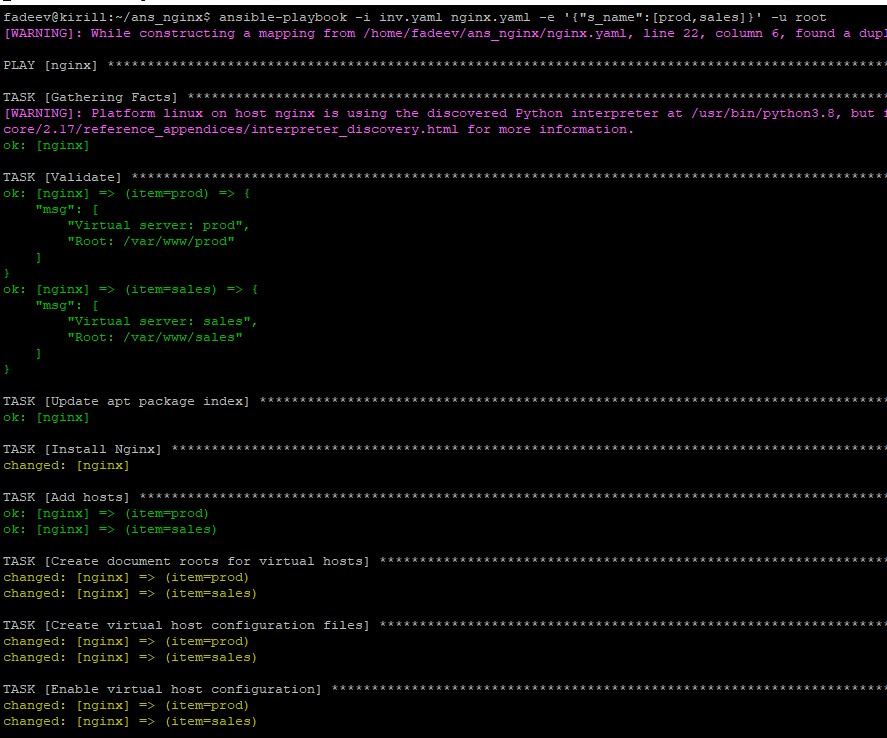 fadeev@kirill:~/ans_nginx$ ansible-playbook -i inv.yaml nginx.yaml -e '{"s_name":[prod,sales]}' -u root
[WARNING]: While constructing a mapping from /home/fadeev/ans_nginx/nginx.yaml, line 22, column 6, found a
PLAY [nginx] **************************************************************************************************
TASK [Gathering Facts] ****************************************************************************************
[WARNING]: Platform linux on host nginx is using the discovered Python interpreter at /usr/bin/python3.8, but
core/2.17/reference_appendices/interpreter_discovery.html for more information.
ok: [nginx]
TASK [Validate] ***********************************************************************************************
ok: [nginx] => (item=prod) => {
    "msg": [
        "Virtual server: prod",
        "Root: /var/www/prod"
    ]
}
ok: [nginx] => (item=sales) => {
    "msg": [
        "Virtual server: sales",
        "Root: /var/www/sales"
    ]
}
TASK [Update apt package index] *******************************************************************************
ok: [nginx]
TASK [Install Nginx] ******************************************************************************************
changed: [nginx]
TASK [Add hosts] **********************************************************************************************
ok: [nginx] => (item=prod)
ok: [nginx] => (item=sales)
TASK [Create document roots for virtual hosts] ****************************************************************
changed: [nginx] => (item=prod)
changed: [nginx] => (item=sales)
TASK [Create virtual host configuration files] ****************************************************************
changed: [nginx] => (item=prod)
changed: [nginx] => (item=sales)
TASK [Enable virtual host configuration] **********************************************************************
changed: [nginx] => (item=prod)
changed: [nginx] => (item=sales)